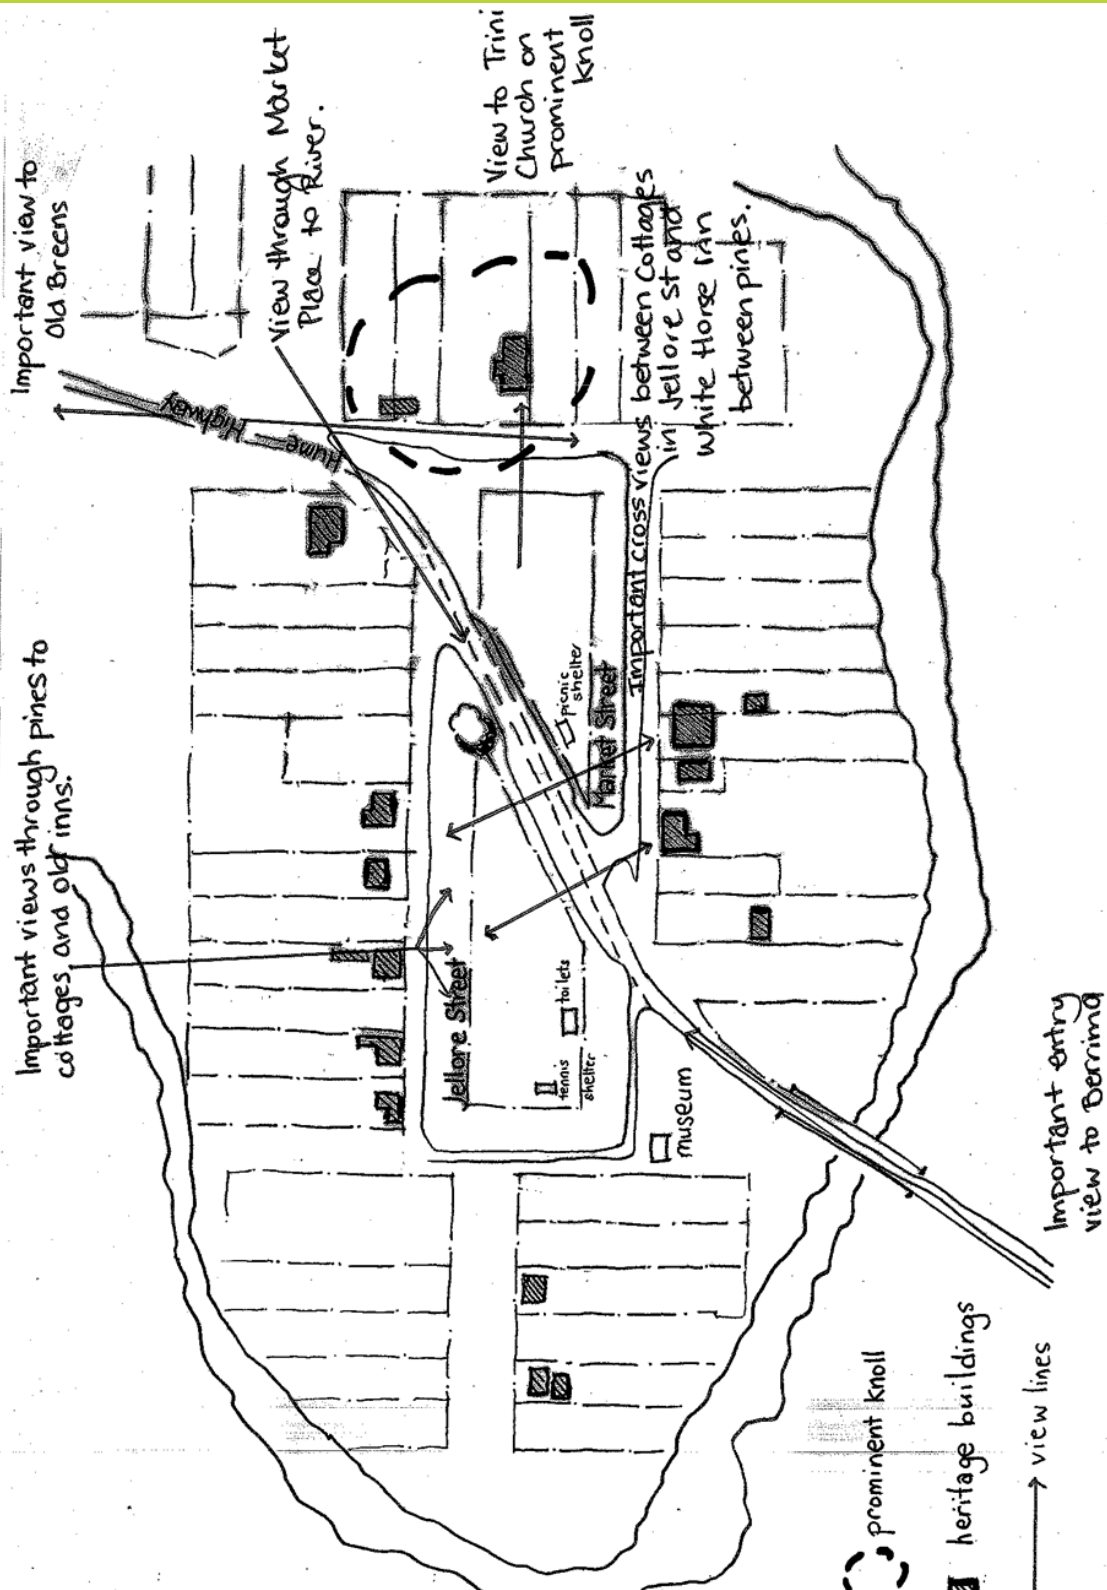 Important view to
Old Breens
View through Market
Place to River.
View to Trini
Church on
prominent
knoll
Hume Highway
Important cross views between Cottages
in Jellore St and
White Horse Inn
between pines.
Important views through pines to
cottages, and old inns.
picnic
shelter
Market Street
Jellore Street
toilets
tennis
shelter
museum
Important entry
view to Berrima
prominent knoll
heritage buildings
view lines